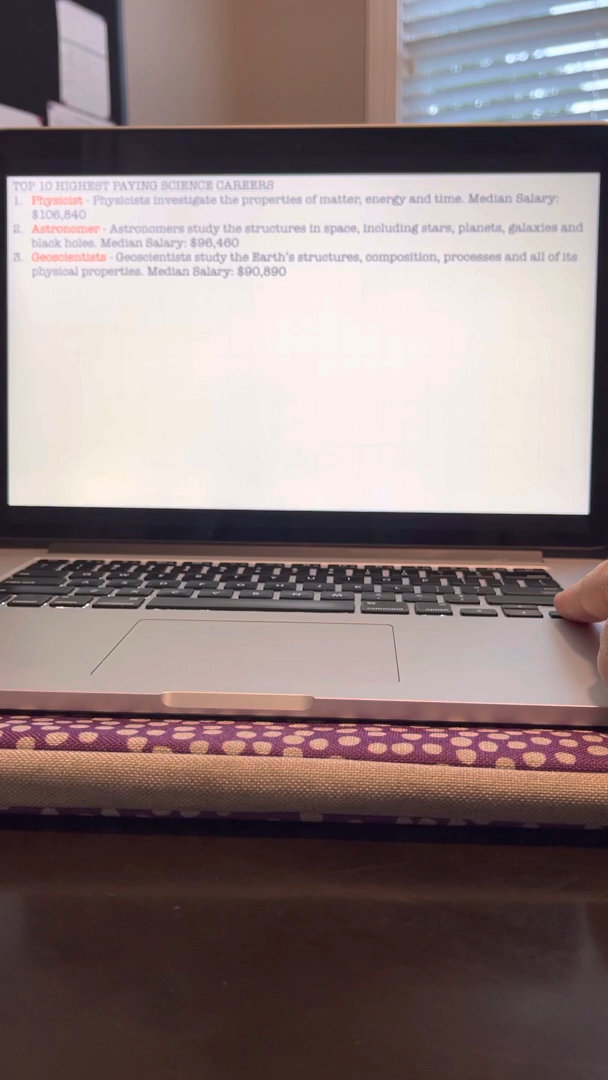 TOP 10 HIGHEST PAYING SCIENCE CAREERS
1. Physicist - Physicists investigate the properties of matter, energy and time. Median Salary:
$106,840
2. Astronomer - Astronomers study the structures in space, including stars, planets, galaxies and
black holes. Median Salary: $96,460
3. Geoscientists - Geoscientists study the Earth's structures, composition, processes and all of its
physical properties. Median Salary: $90,890
command